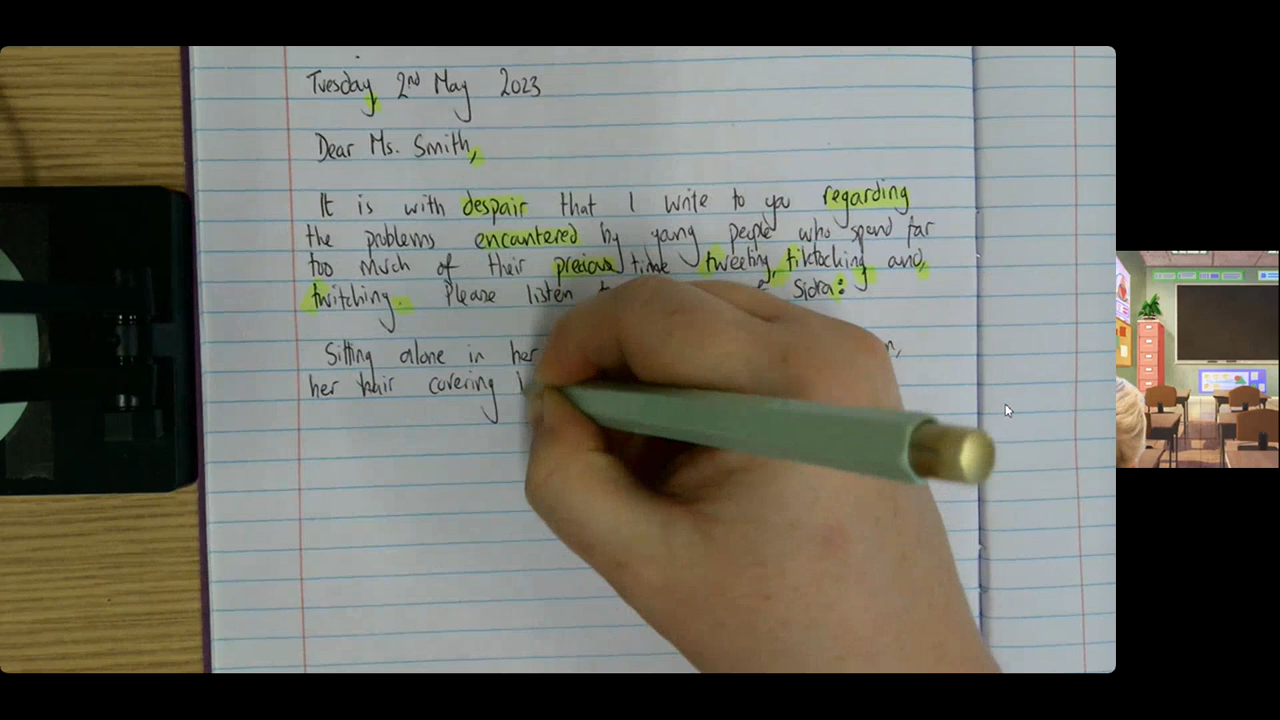 Tuesday 2nd May 2023
Dear Ms. Smith,
It is with despair that I write to you regarding
the problems encountered by young people who spend far
too much of their precious time tweeting, tiktocking and,
twitching. Please listen Sidra:
Sitting alone in her
her hair covering